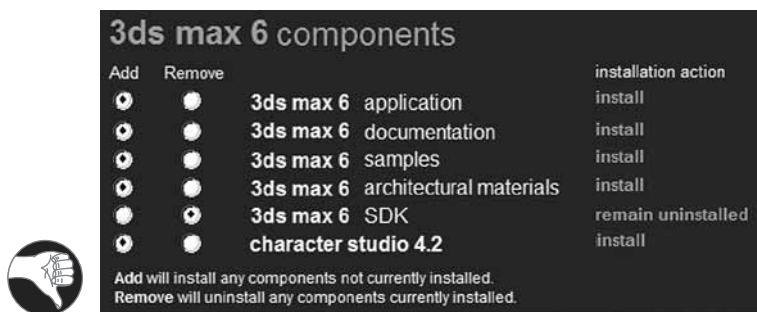 3ds max 6 components
Add Remove installation action
3ds max 6 application install
3ds max 6 documentation install
3ds max 6 samples install
3ds max 6 architectural materials install
3ds max 6 SDK remain uninstalled
character studio 4.2 install
Add will install any components not currently installed.
Remove will uninstall any components currently installed.